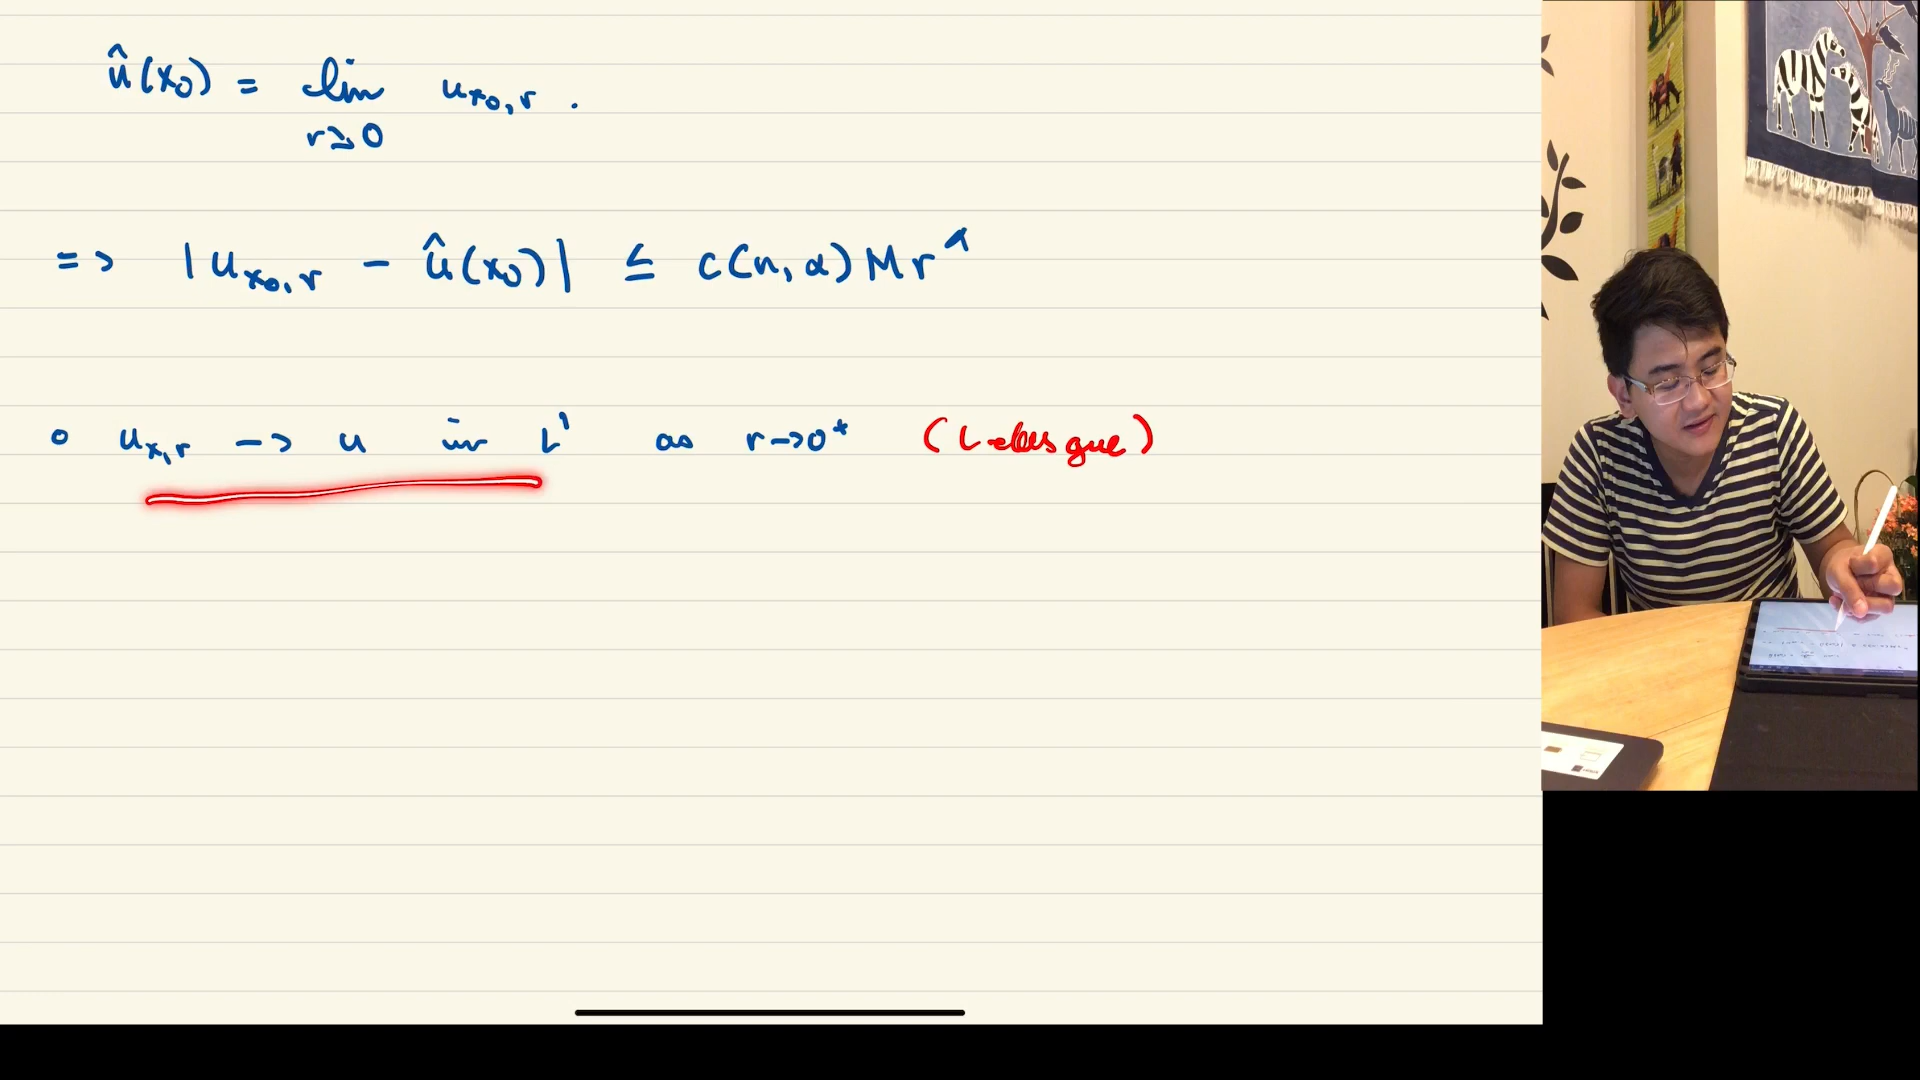 û(x₀) = lim u_{x₀,r} .
r↘0
=> |u_{x₀,r} - û(x₀)| ≤ c(n,α) M r^α
o u_{x,r} -> u in L¹ as r->0⁺ (Lebesgue)